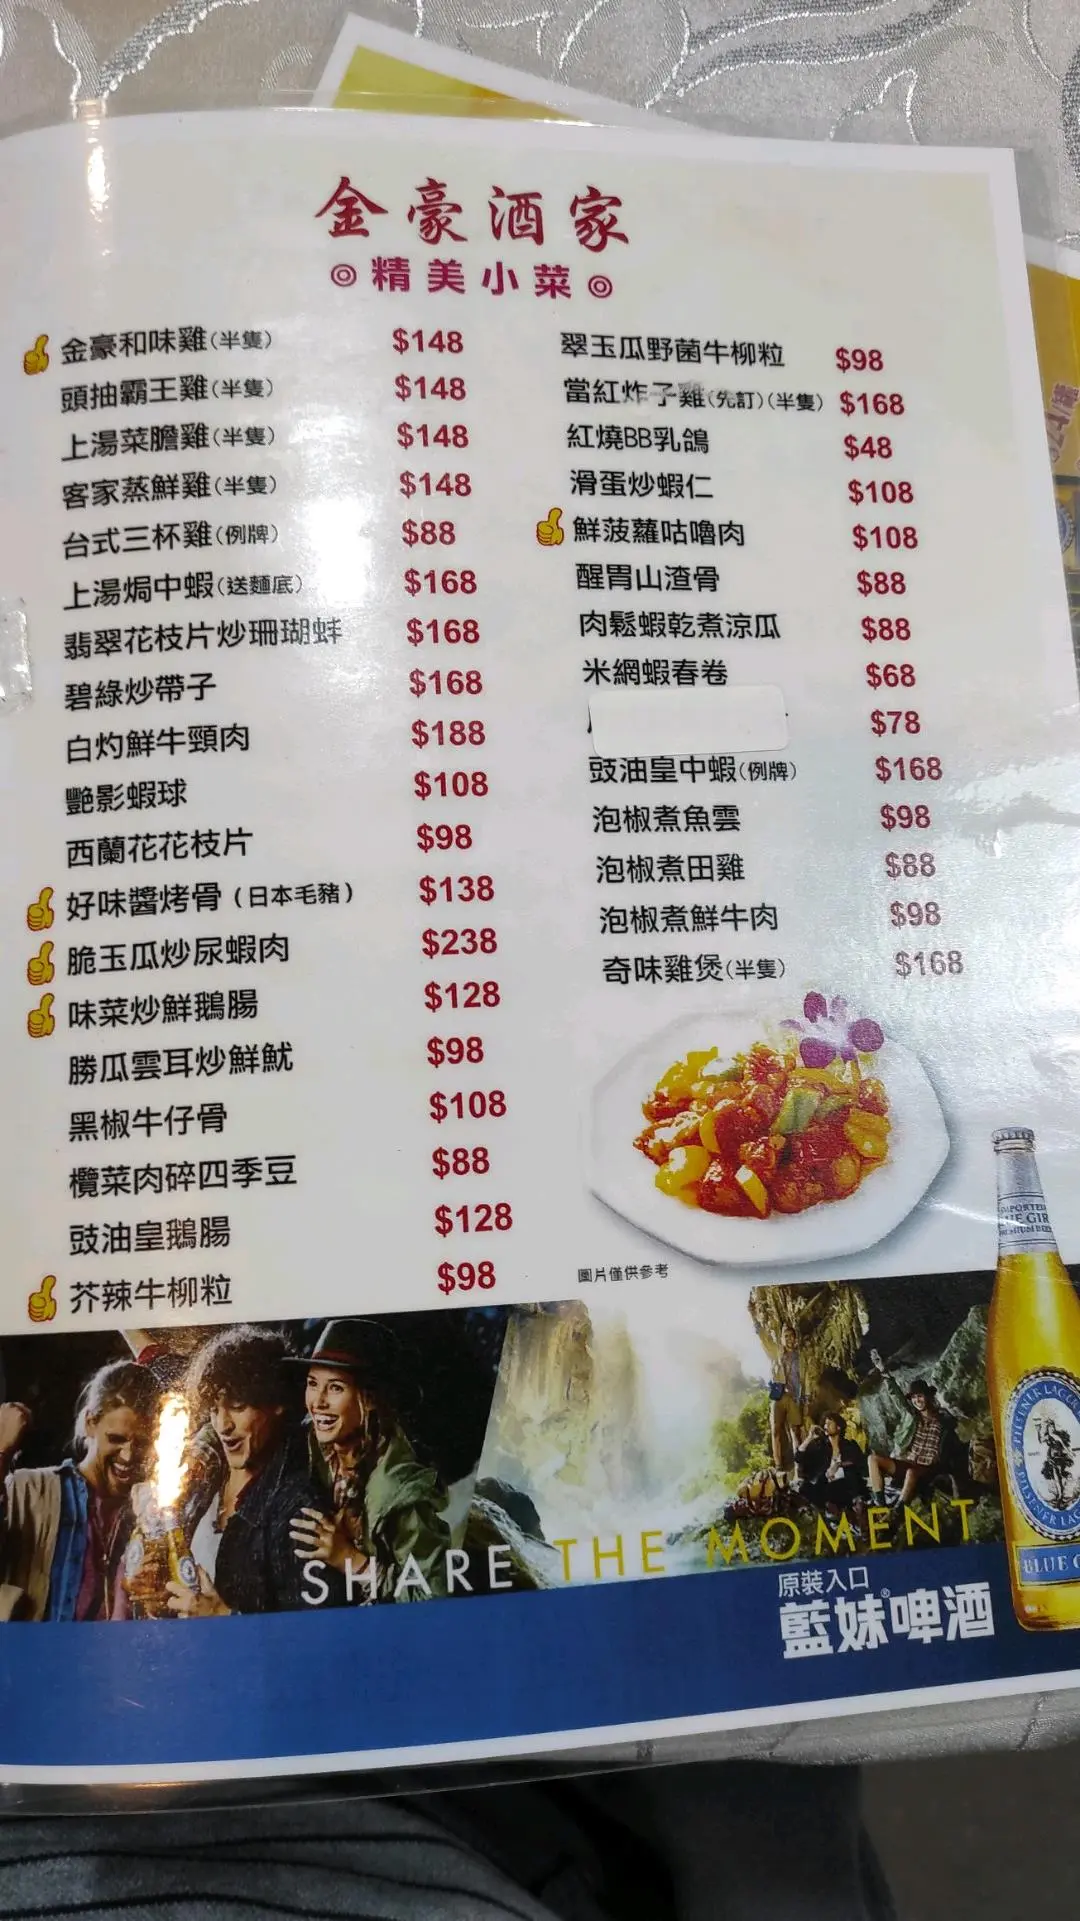 金豪酒家
◎精美小菜◎
金豪和味雞(半隻) $148
頭抽霸王雞(半隻) $148
上湯菜膽雞(半隻) $148
客家蒸鮮雞(半隻) $148
台式三杯雞(例牌) $88
上湯焗中蝦(送麵底) $168
翡翠花枝片炒珊瑚蚌 $168
碧綠炒帶子 $168
白灼鮮牛頸肉 $188
艷影蝦球 $108
西蘭花花枝片 $98
好味醬烤骨(日本毛豬) $138
脆玉瓜炒尿蝦肉 $238
味菜炒鮮鵝腸 $128
勝瓜雲耳炒鮮魷 $98
黑椒牛仔骨 $108
欖菜肉碎四季豆 $88
豉油皇鵝腸 $128
芥辣牛柳粒 $98
翠玉瓜野菌牛柳粒 $98
當紅炸子雞(先訂)(半隻) $168
紅燒BB乳鴿 $48
滑蛋炒蝦仁 $108
鮮菠蘿咕嚕肉 $108
醒胃山渣骨 $88
肉鬆蝦乾煮涼瓜 $88
米網蝦春卷 $68
$78
豉油皇中蝦(例牌) $168
泡椒煮魚雲 $98
泡椒煮田雞 $88
泡椒煮鮮牛肉 $98
奇味雞煲(半隻) $168
圖片僅供參考
SHARE THE MOMENT
原裝入口
藍妹®啤酒
IMPORTED
PILSENER LAGER